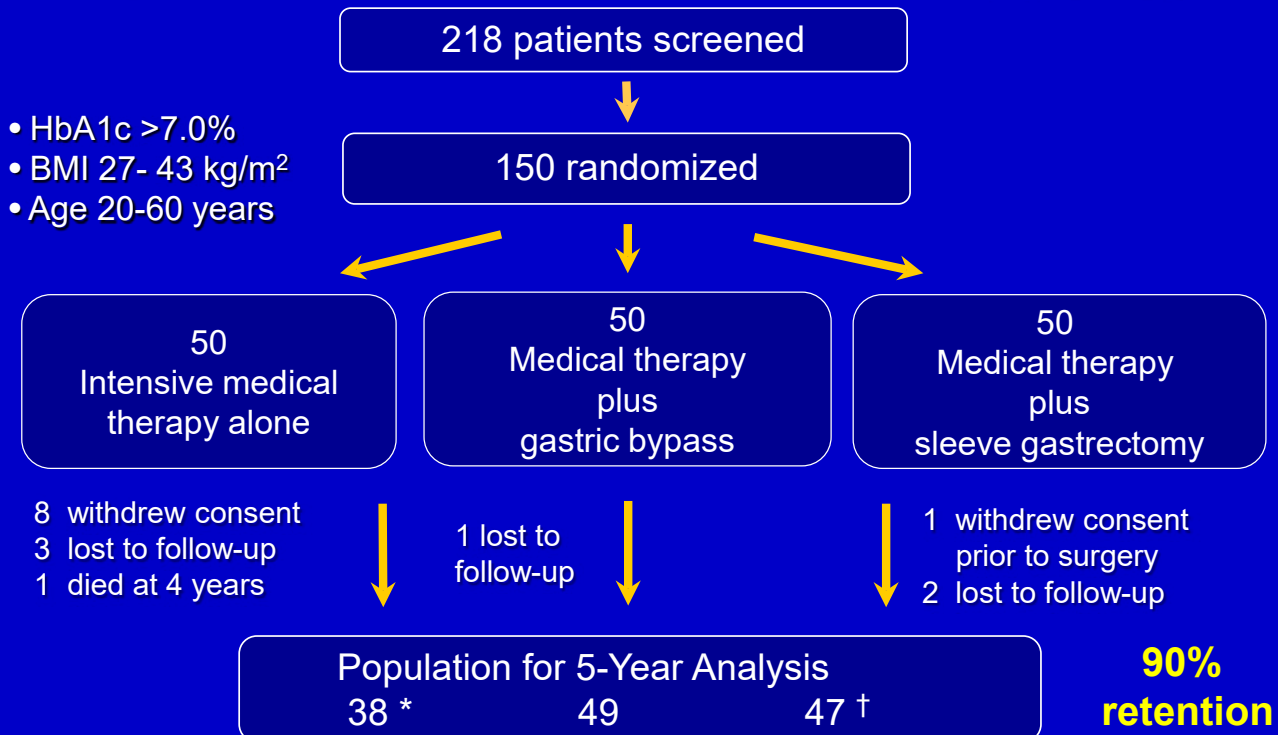 218 patients screened
• HbA1c >7.0%
• BMI 27- 43 kg/m²
• Age 20-60 years
150 randomized
50
Intensive medical
therapy alone
50
Medical therapy
plus
gastric bypass
50
Medical therapy
plus
sleeve gastrectomy
8 withdrew consent
3 lost to follow-up
1 died at 4 years
1 lost to
follow-up
1 withdrew consent
prior to surgery
2 lost to follow-up
Population for 5-Year Analysis
38 * 49 47 †
90%
retention